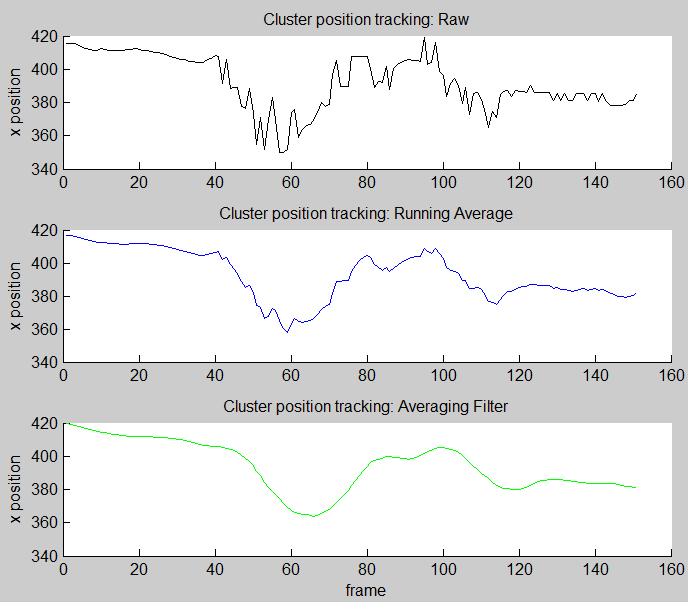 Cluster position tracking: Raw
420
400
380
360
340
x position
0 20 40 60 80 100 120 140 160
Cluster position tracking: Running Average
420
400
380
360
340
x position
0 20 40 60 80 100 120 140 160
Cluster position tracking: Averaging Filter
420
400
380
360
340
x position
0 20 40 60 80 100 120 140 160
frame